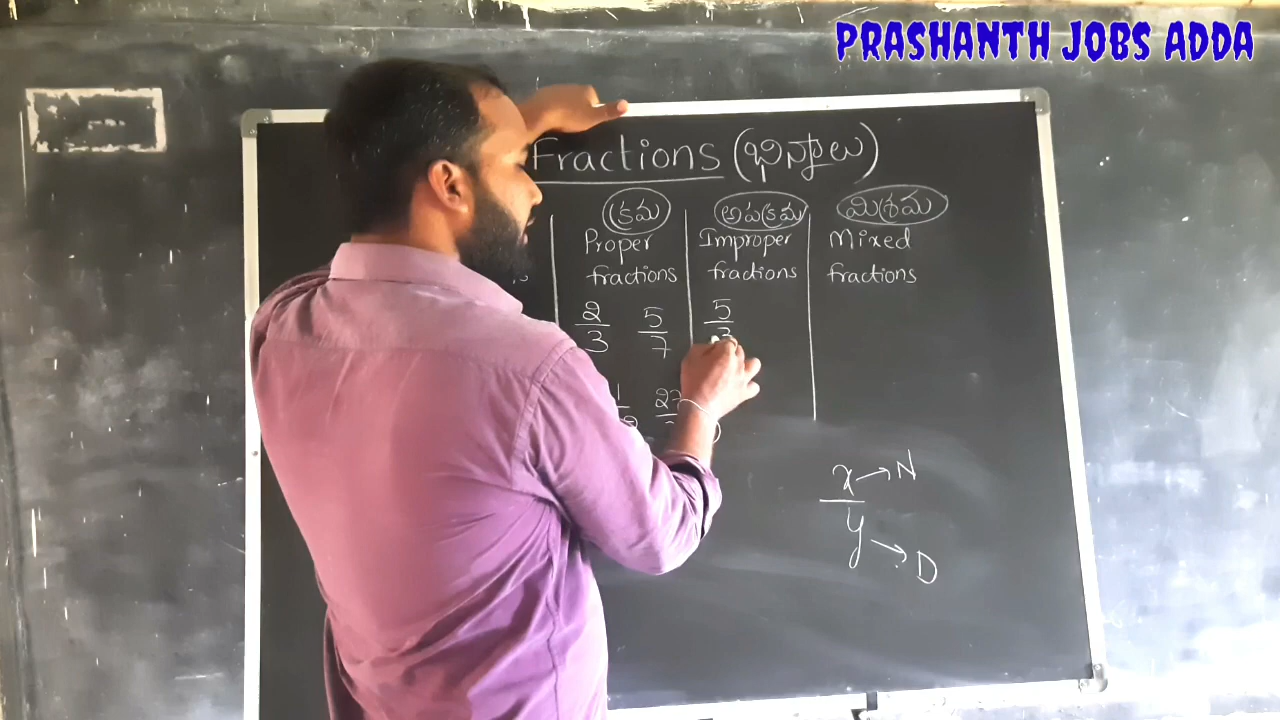 PRASHANTH JOBS ADDA
Fractions (భిన్నాలు)
క్రమ
అపక్రమ
మిశ్రమ
Proper
fractions
Improper
fractions
Mixed
fractions
2/3 5/7
5/3
27
x → N
y → D